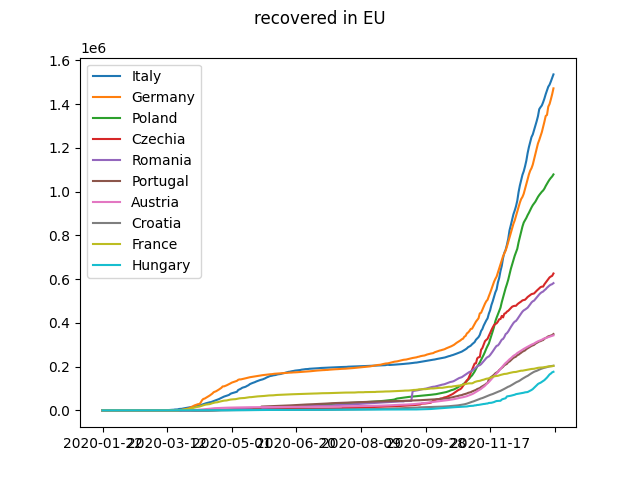 recovered in EU
1e6
1.6
1.4
1.2
1.0
0.8
0.6
0.4
0.2
0.0
Italy
Germany
Poland
Czechia
Romania
Portugal
Austria
Croatia
France
Hungary
2020-01-22 2020-03-12 2020-05-01 2020-06-20 2020-08-09 2020-09-28 2020-11-17